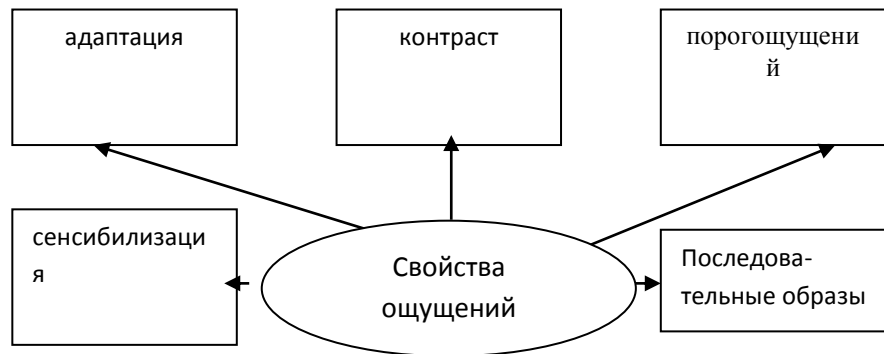 адаптация
контраст
порогощущени
й
сенсибилизаци
я
Свойства
ощущений
Последова-
тельные образы